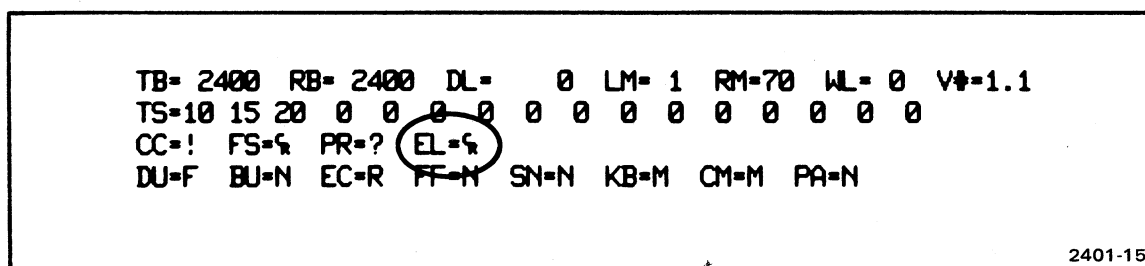 TB= 2400 RB= 2400 DL= 0 LM= 1 RM=70 WL= 0 V#=1.1
TS=10 15 20 0 0 0 0 0 0 0 0 0 0 0 0 0
CC=! FS=␍ PR=? EL=␍
DU=F BU=N EC=R FF=N SN=N KB=M CM=M PA=N
2401-15